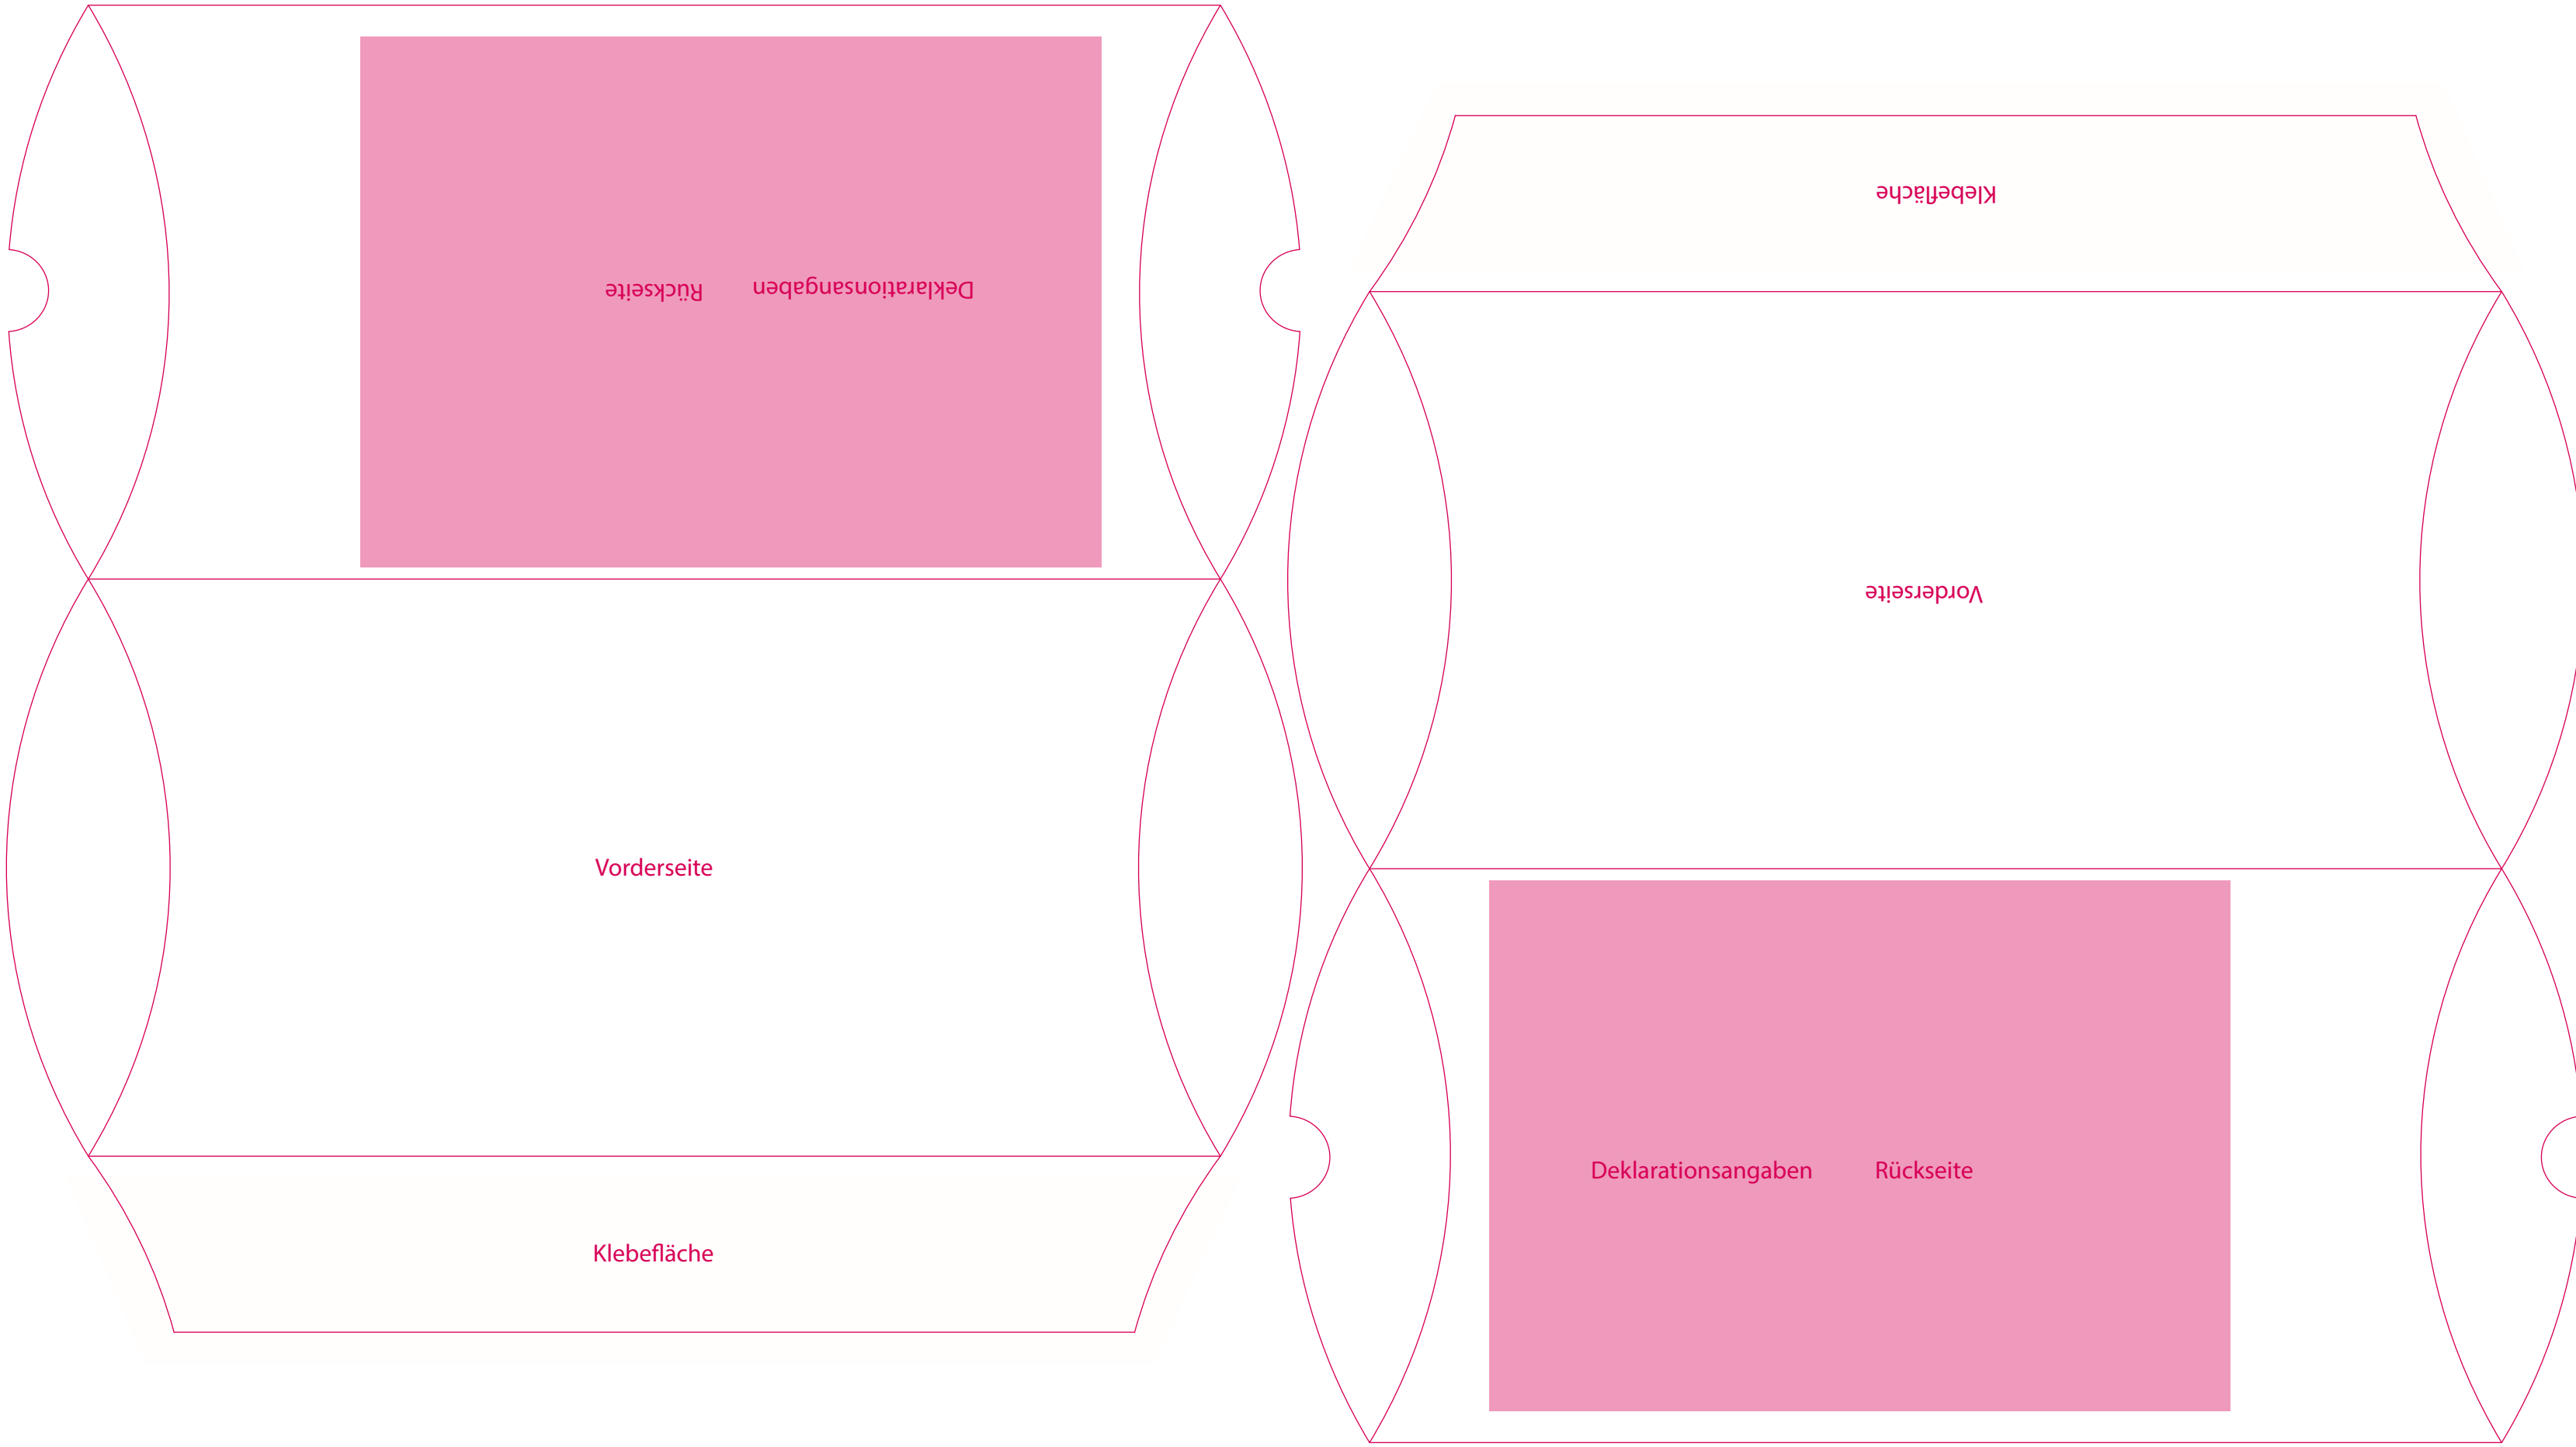 Deklarationsangaben Rückseite
Vorderseite
Klebefläche
Klebefläche
Vorderseite
Deklarationsangaben Rückseite